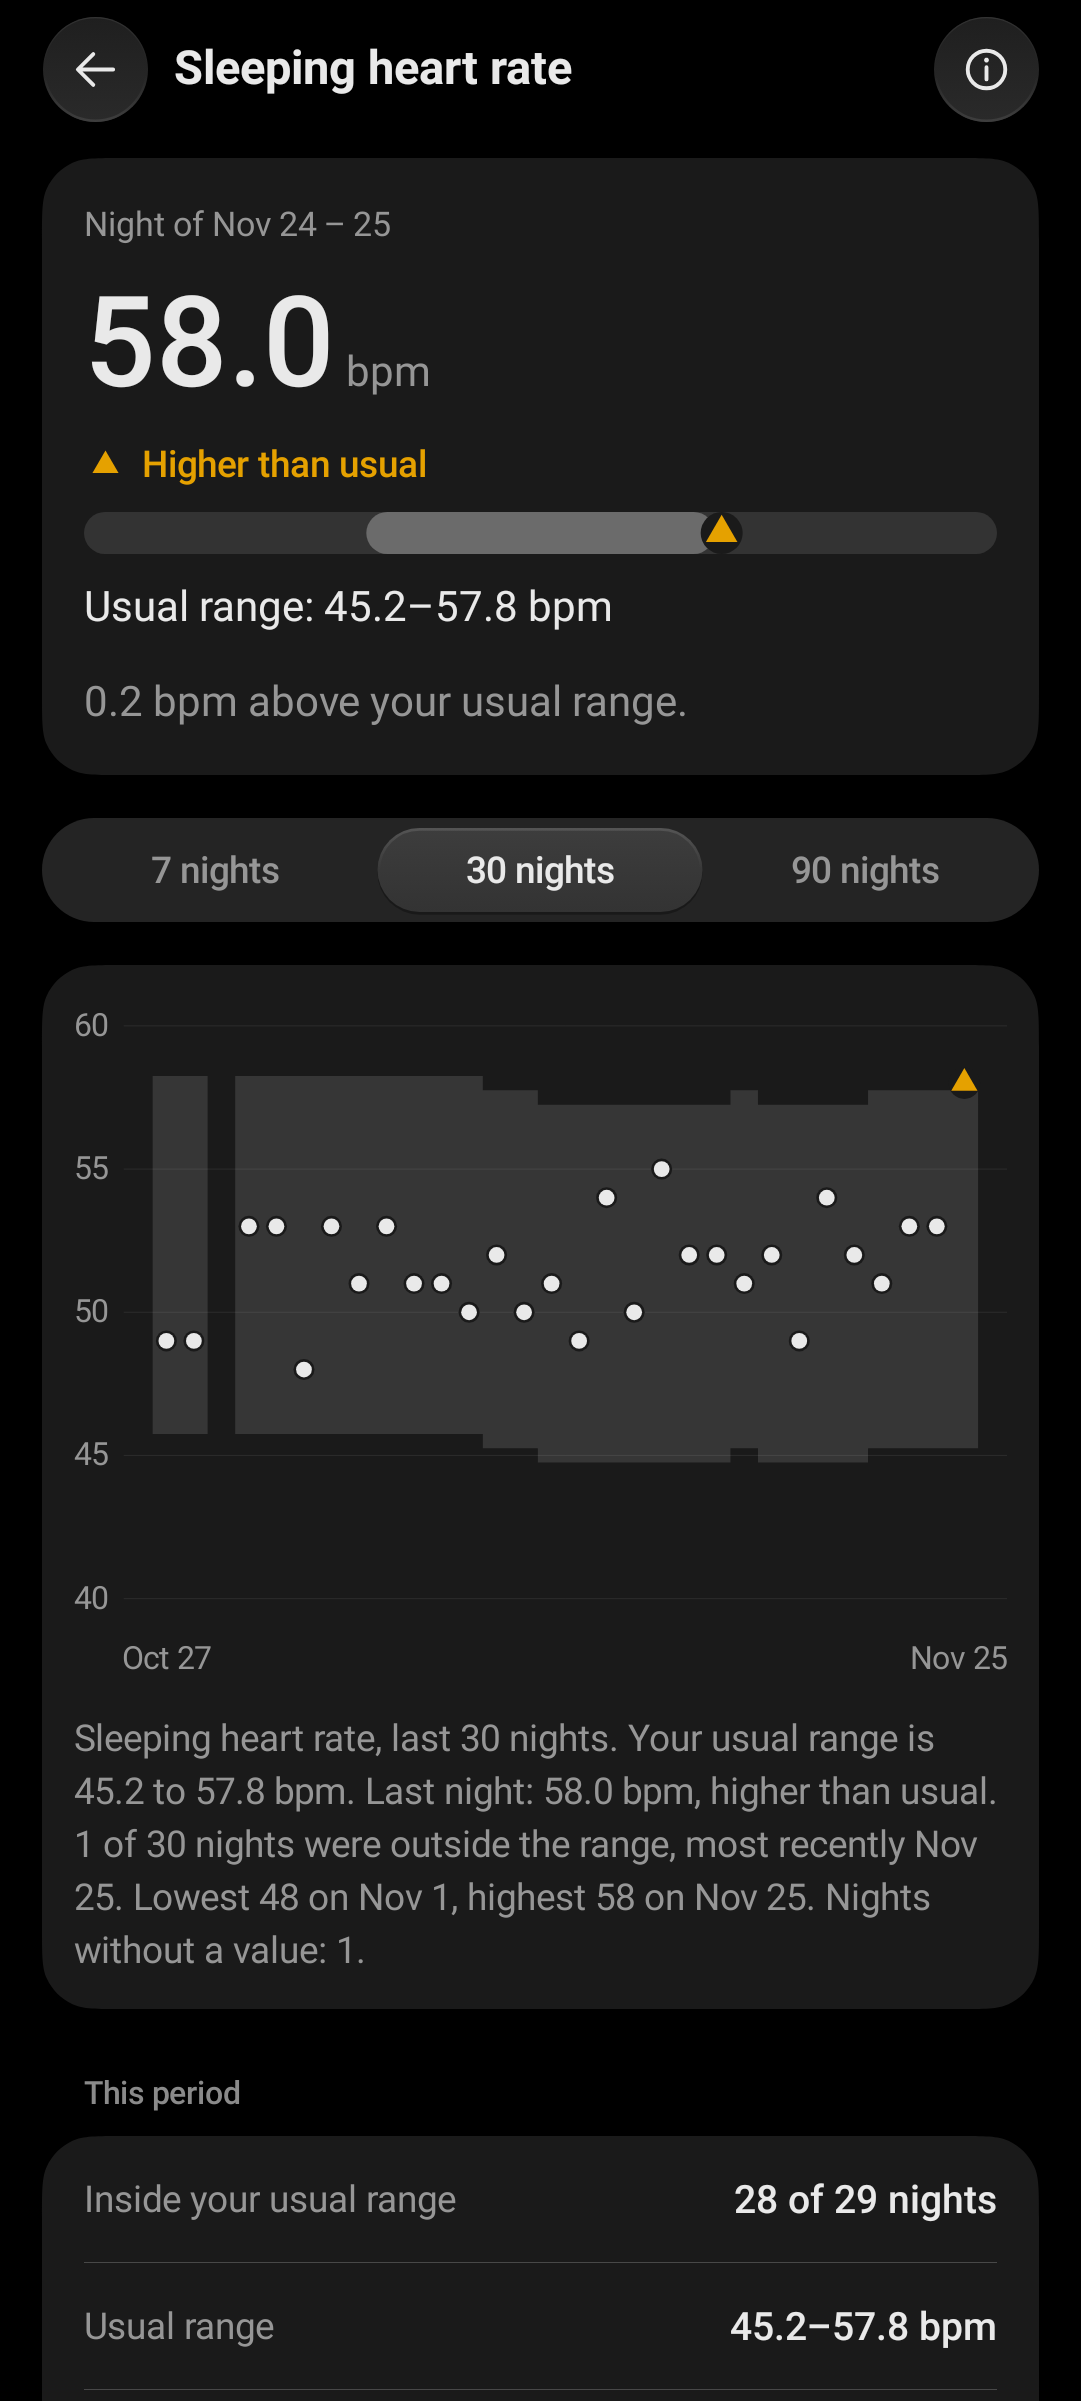 Sleeping heart rate
Night of Nov 24 – 25
58.0 bpm
Higher than usual
Usual range: 45.2–57.8 bpm
0.2 bpm above your usual range.
7 nights
30 nights
90 nights
60
55
50
45
40
Oct 27
Nov 25
Sleeping heart rate, last 30 nights. Your usual range is
45.2 to 57.8 bpm. Last night: 58.0 bpm, higher than usual.
1 of 30 nights were outside the range, most recently Nov
25. Lowest 48 on Nov 1, highest 58 on Nov 25. Nights
without a value: 1.
This period
Inside your usual range
28 of 29 nights
Usual range
45.2–57.8 bpm